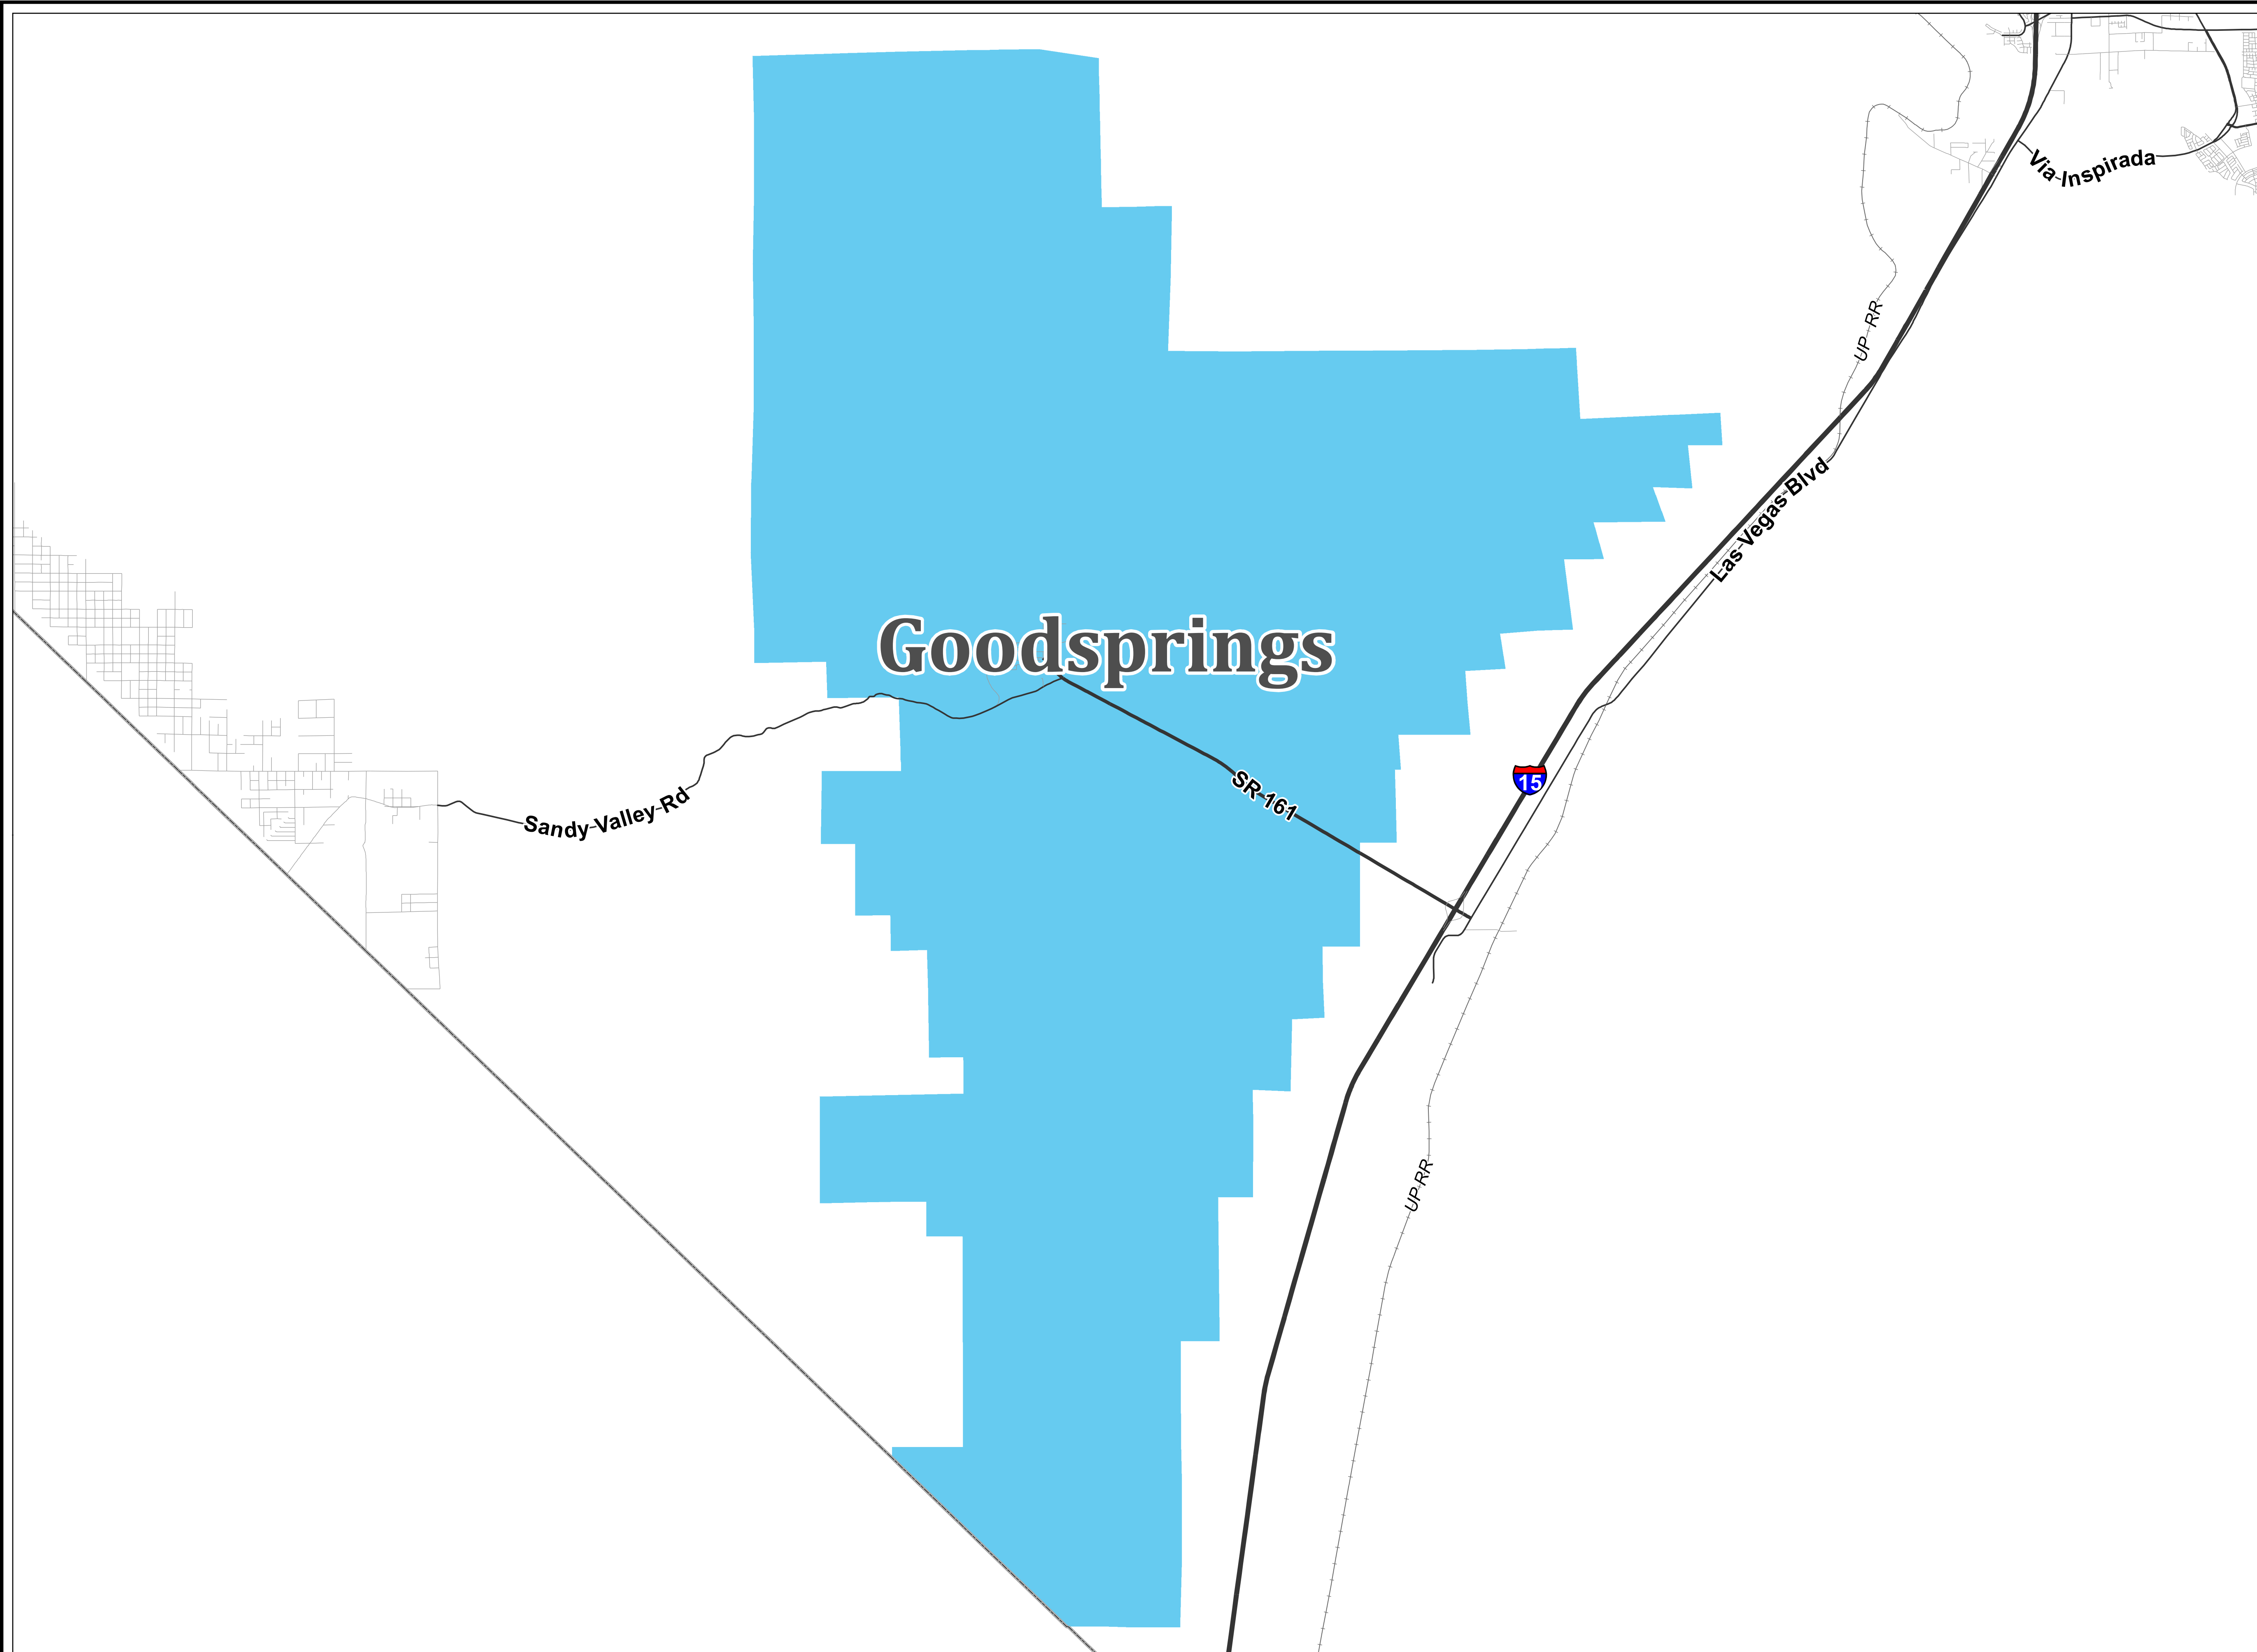 Via Inspirada
UP RR
Las Vegas Blvd
Goodsprings
15
SR 161
Sandy Valley Rd
UP RR